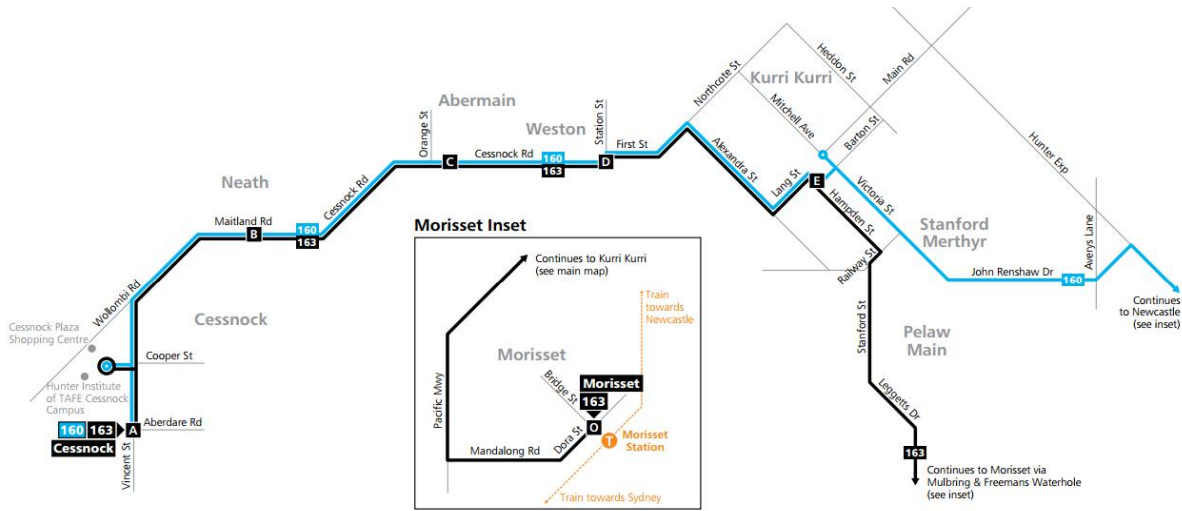 Kurri Kurri
Heddon St
Main Rd
Northcote St
Mitchell Ave
Barton St
Hunter Exp
Abermain
Weston
Orange St
Station St
Cessnock Rd
160
163
D
First St
C
Alexandra St
Lang St
E
Victoria St
Hampden St
Stanford
Merthyr
Averys Lane
Railway St
John Renshaw Dr
160
Continues
to Newcastle
(see inset)
Neath
Cessnock Rd
Maitland Rd
B
160
163
Wollombi Rd
Cessnock
Cessnock Plaza
Shopping Centre
Cooper St
Hunter Institute
of TAFE Cessnock
Campus
160
163
A
Aberdare Rd
Cessnock
Vincent St
Morisset Inset
Continues to Kurri Kurri
(see main map)
Train
towards
Newcastle
Morisset
Bridge St
Morisset
163
O
Pacific Mwy
Dora St
Mandalong Rd
T
Morisset
Station
Train towards Sydney
Stanford St
Pelaw
Main
Leggetts Dr
163
Continues to Morisset via
Mulbring & Freemans Waterhole
(see inset)